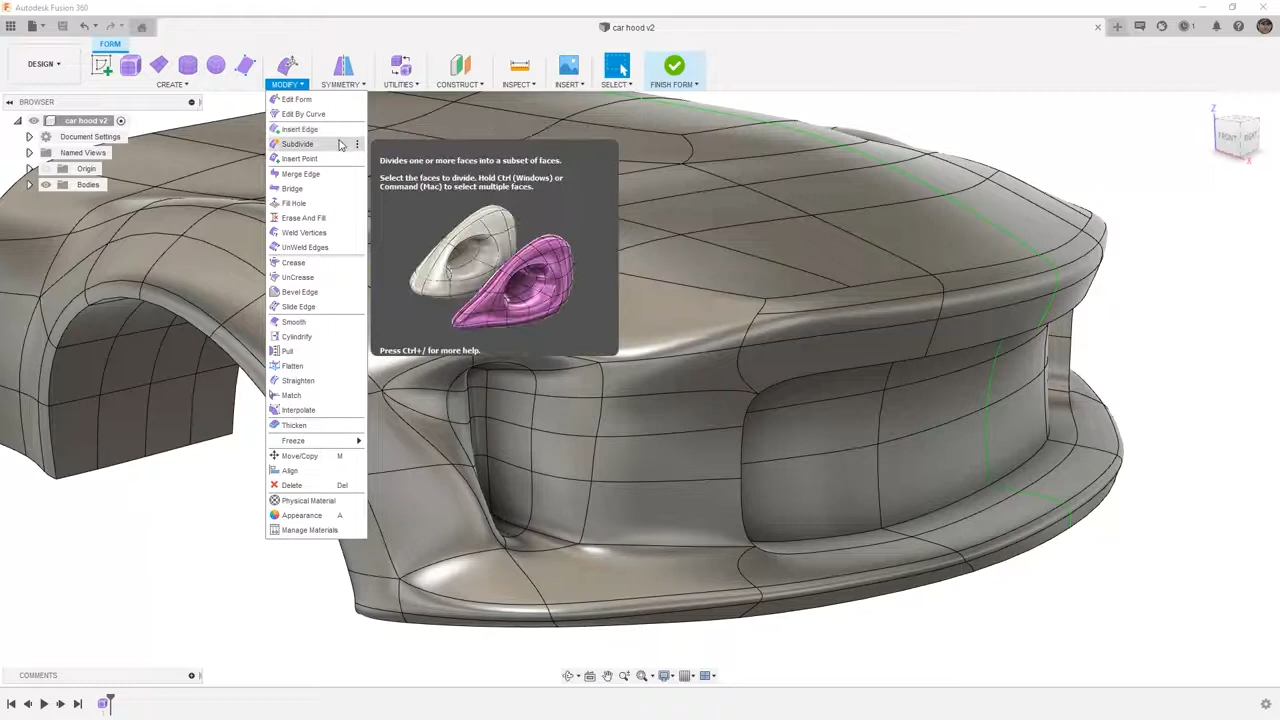 Autodesk Fusion 360
car hood v2
FORM
DESIGN
CREATE
MODIFY
SYMMETRY
UTILITIES
CONSTRUCT
INSPECT
INSERT
SELECT
FINISH FORM
BROWSER
car hood v2
Document Settings
Named Views
Origin
Bodies
Edit Form
Edit By Curve
Insert Edge
Subdivide
Insert Point
Merge Edge
Bridge
Fill Hole
Erase And Fill
Weld Vertices
UnWeld Edges
Crease
UnCrease
Bevel Edge
Slide Edge
Smooth
Cylindrify
Pull
Flatten
Straighten
Match
Interpolate
Thicken
Freeze
Move/Copy M
Align
Delete Del
Physical Material
Appearance A
Manage Materials
Divides one or more faces into a subset of faces.
Select the faces to divide. Hold Ctrl (Windows) or
Command (Mac) to select multiple faces.
Press Ctrl+/ for more help.
Z
FRONT
RIGHT
X
COMMENTS
1